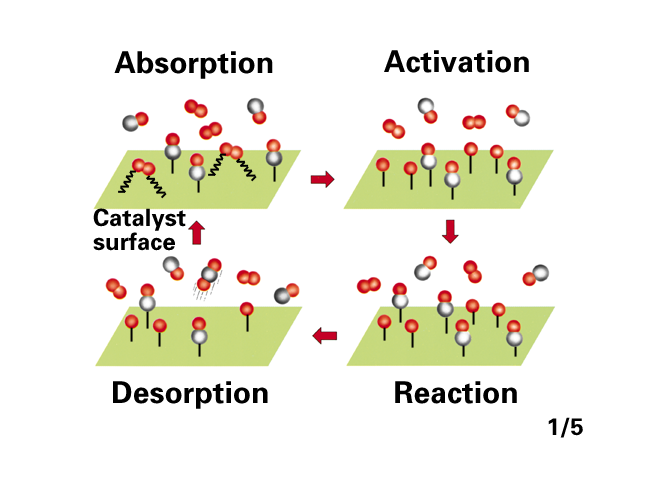 Absorption
Activation
Catalyst
surface
Desorption
Reaction
1/5